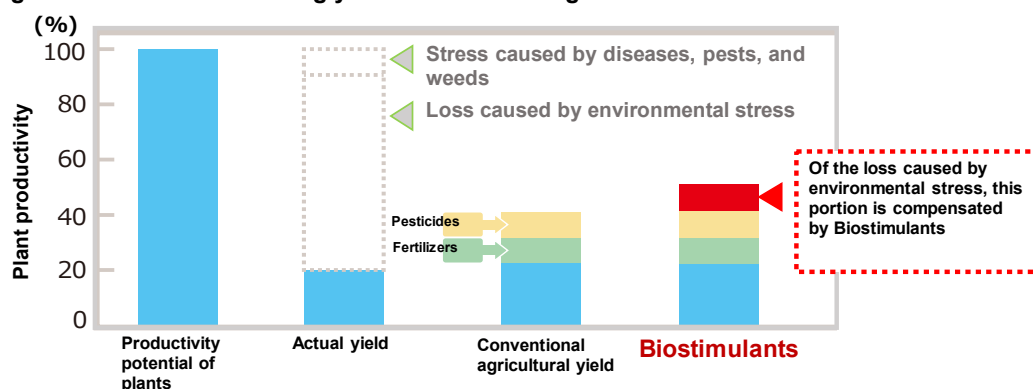 (%)
100
80
60
40
20
0
Plant productivity
Stress caused by diseases, pests, and
weeds
Loss caused by environmental stress
Pesticides
Fertilizers
Of the loss caused by
environmental stress, this
portion is compensated
by Biostimulants
Productivity
potential of
plants
Actual yield
Conventional
agricultural yield
Biostimulants